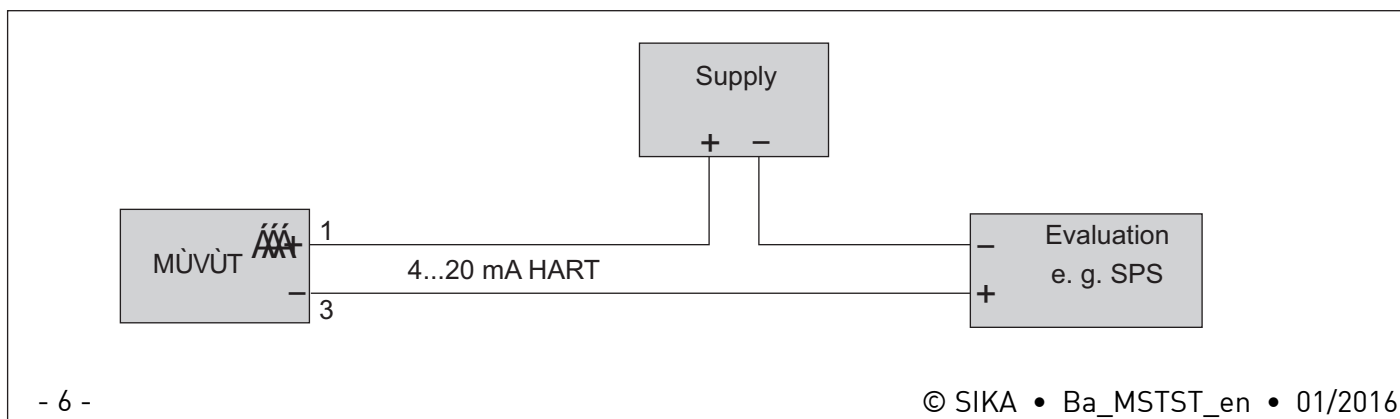 Supply
+ −
1
MÙVÙT
+
4...20 mA HART
−
3
−
Evaluation
e. g. SPS
+
- 6 -
© SIKA • Ba_MSTST_en • 01/2016